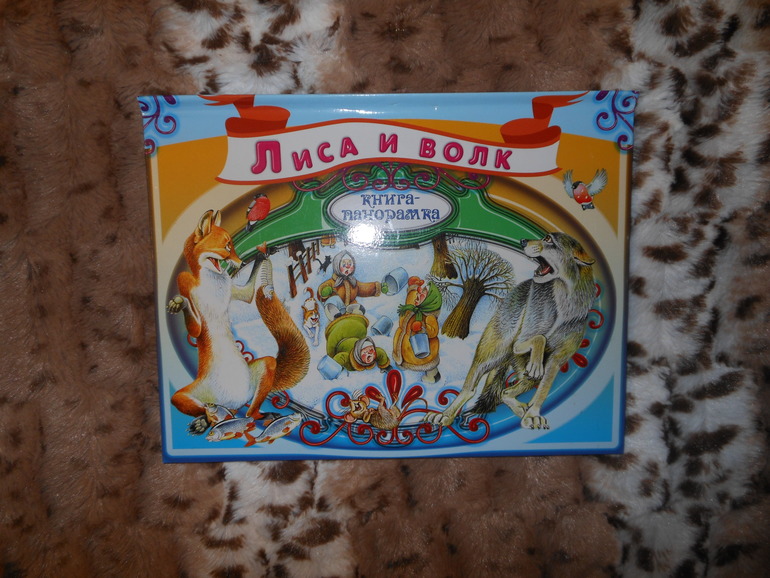 Лиса и волк
книга-
панорамка